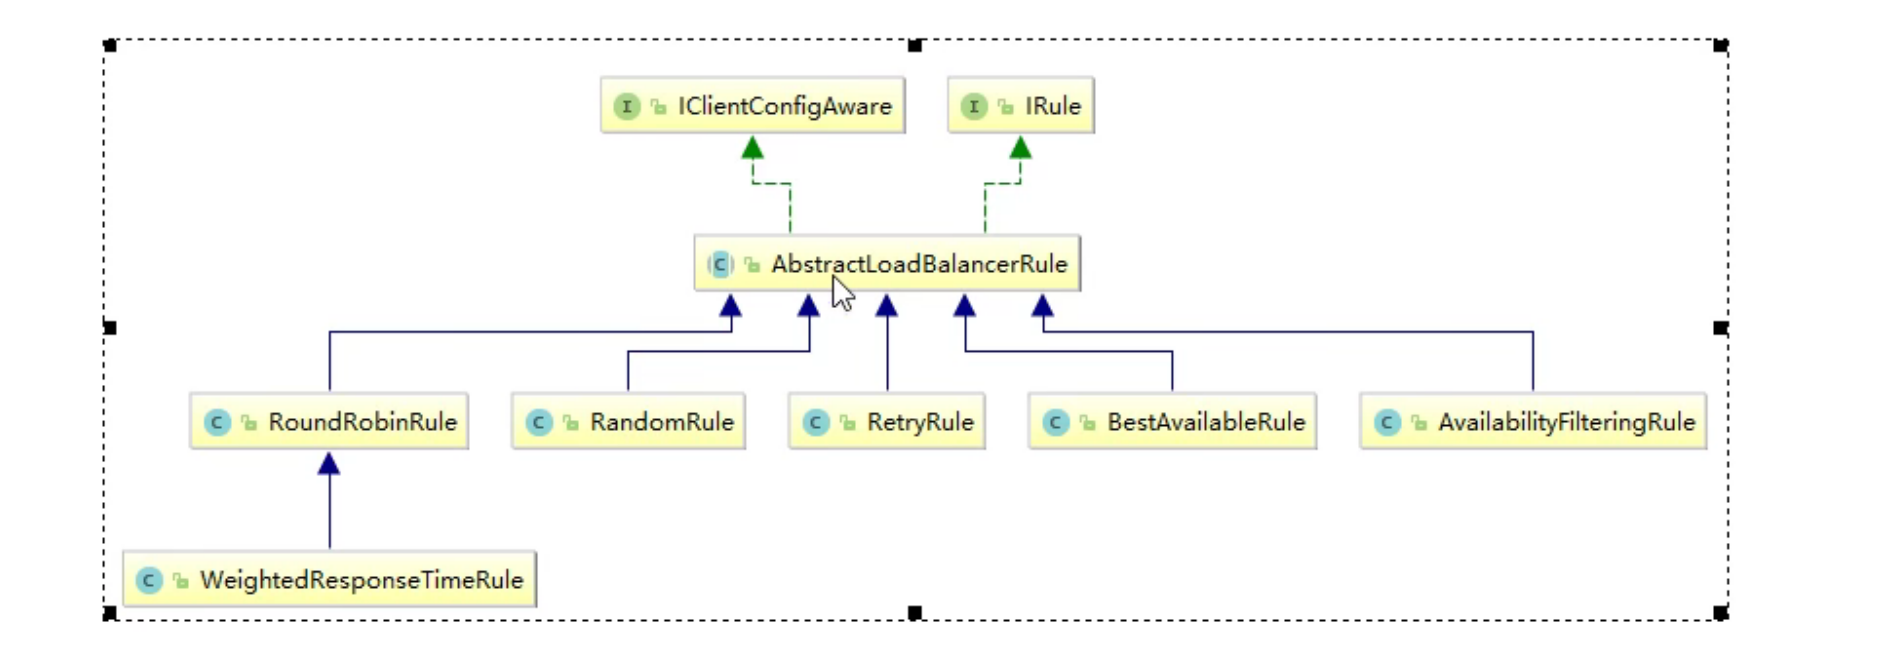 I IClientConfigAware
I IRule
C AbstractLoadBalancerRule
C RoundRobinRule
C RandomRule
C RetryRule
C BestAvailableRule
C AvailabilityFilteringRule
C WeightedResponseTimeRule